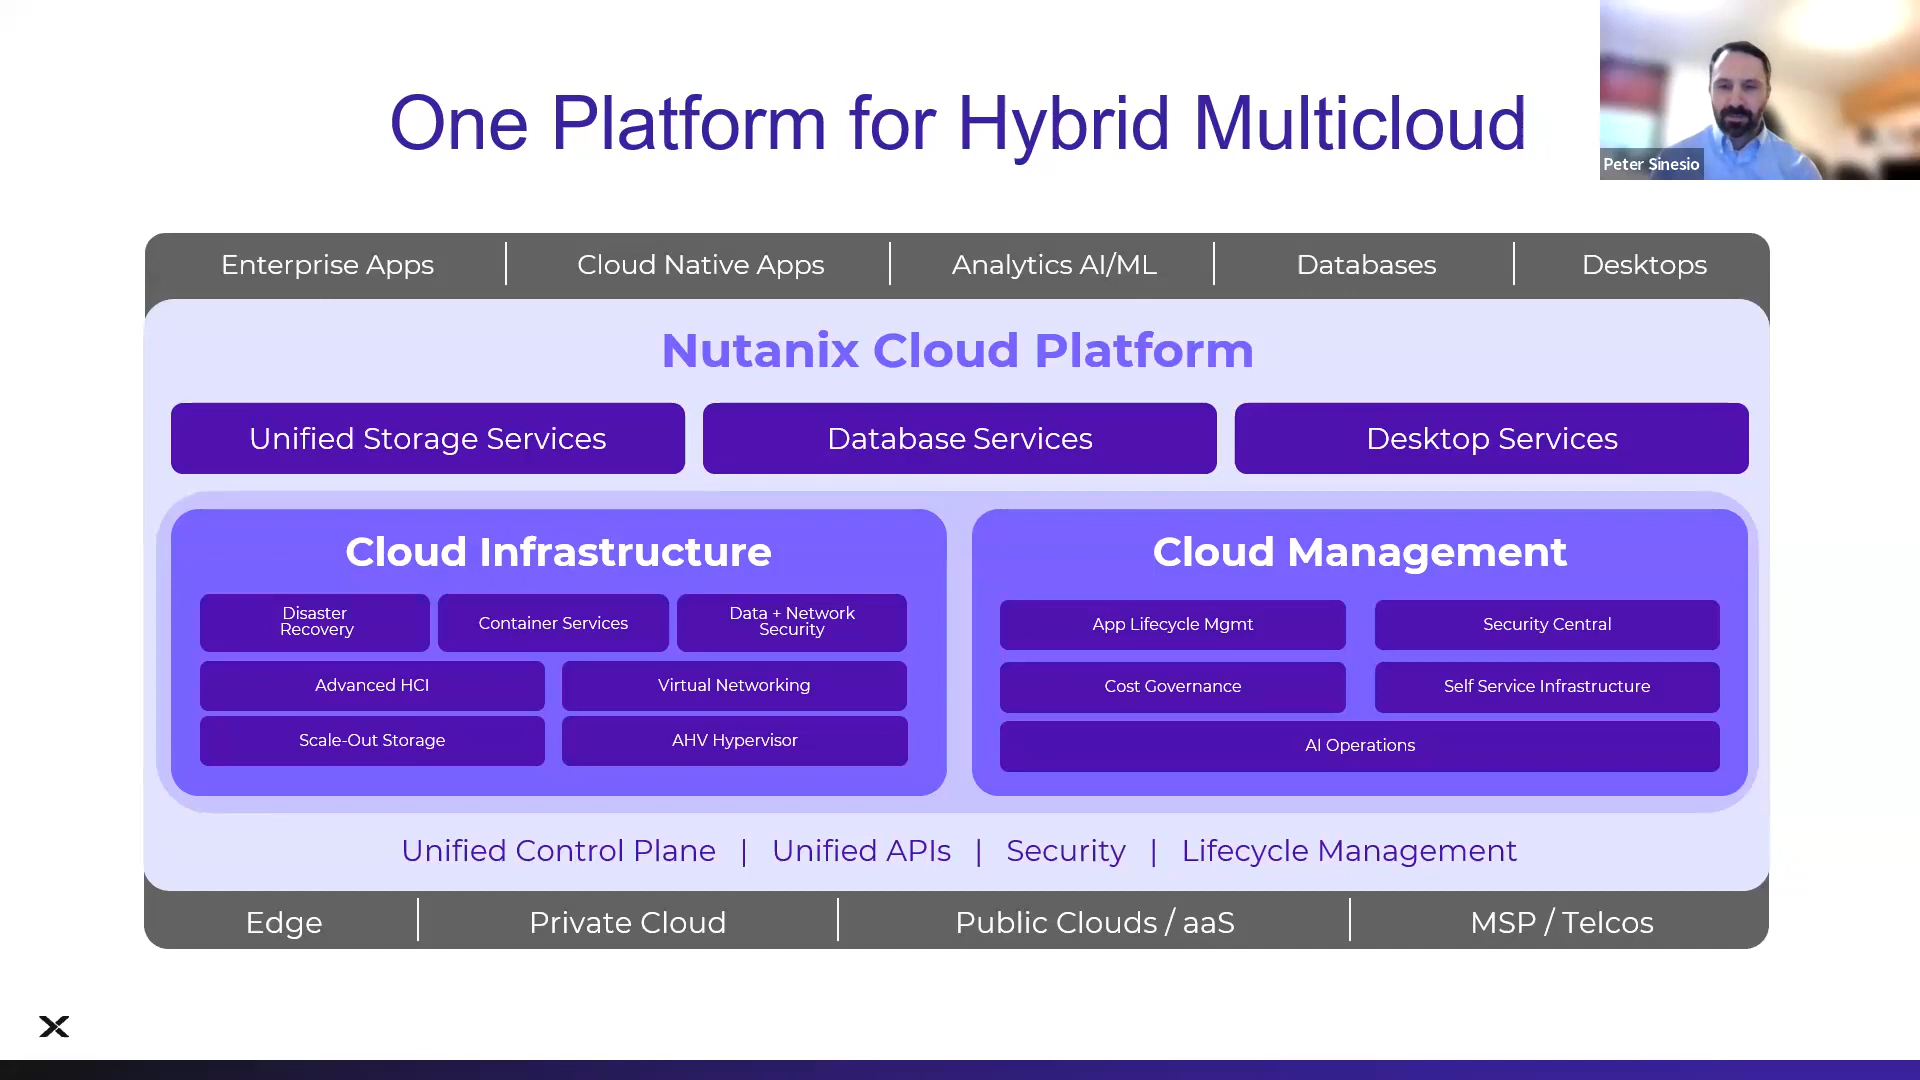 One Platform for Hybrid Multicloud
Peter Sinesio
Enterprise Apps | Cloud Native Apps | Analytics AI/ML | Databases | Desktops
Nutanix Cloud Platform
Unified Storage Services
Database Services
Desktop Services
Cloud Infrastructure
Disaster
Recovery
Container Services
Data + Network
Security
Advanced HCI
Virtual Networking
Scale-Out Storage
AHV Hypervisor
Cloud Management
App Lifecycle Mgmt
Security Central
Cost Governance
Self Service Infrastructure
AI Operations
Unified Control Plane | Unified APIs | Security | Lifecycle Management
Edge | Private Cloud | Public Clouds / aaS | MSP / Telcos